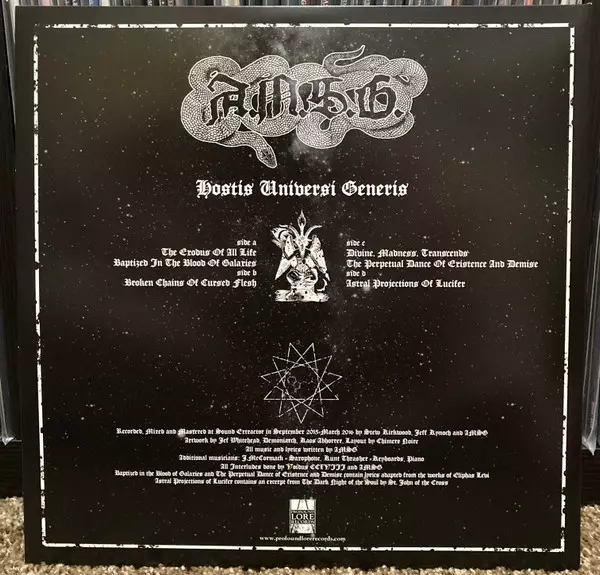 A.M.S.G.
Hostis Universi Generis
side a
The Exodus Of All Life
Baptized In The Blood Of Galaxies
side b
Broken Chains Of Cursed Flesh
side c
Divine, Madness, Transcends
The Perpetual Dance Of Existence And Demise
side d
Astral Projections Of Lucifer
Recorded, Mixed and Mastered at Sound Extractor in September 2015-March 2016 by Stew Kirkwood, Jeff Kynoch and AMSG
Artwork by Jef Whitehead, Demoniarch, Kaos Abhorrer, Layout by Chimere Noire
All music and lyrics written by AMSG
Additional musicians: J.McCormach - Saxophone, Kunt Thrasher - Keyboards, Piano
All Interludes done by Voidus CCIVIII and AMSG
Baptized in the Blood of Galaxies and The Perpetual Dance of Existence and Demise contain lyrics adapted from the works of Eliphas Levi
Astral Projections of Lucifer contains an excerpt from The Dark Night of the Soul by St. John of the Cross
PROFOUND
LORE
RECORDS
www.profoundlorerecords.com